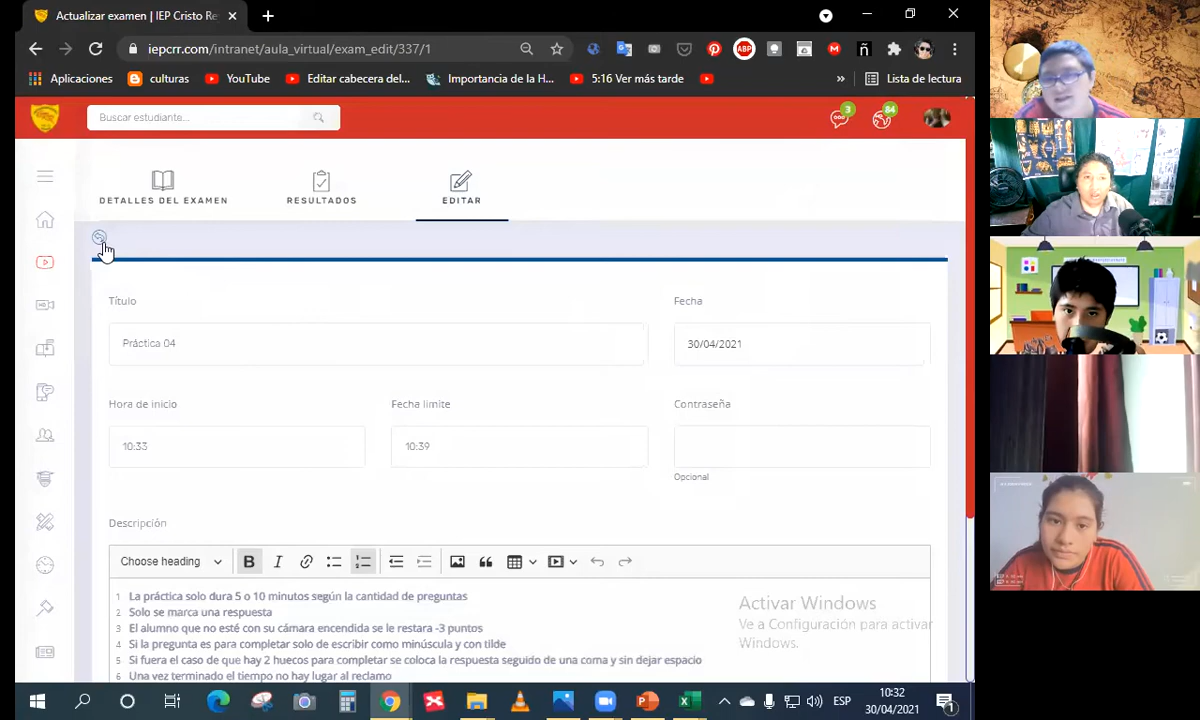 Actualizar examen | IEP Cristo Re
iepcrr.com/intranet/aula_virtual/exam_edit/337/1
ABP
ñ
Aplicaciones
culturas
YouTube
Editar cabecera del...
Importancia de la H...
5:16 Ver más tarde
»
Lista de lectura
Buscar estudiante...
3
84
DETALLES DEL EXAMEN
RESULTADOS
EDITAR
Título
Fecha
Práctica 04
30/04/2021
Hora de inicio
Fecha limite
Contraseña
10:33
10:39
Opcional
Descripción
Choose heading
B
I
1 La práctica solo dura 5 o 10 minutos según la cantidad de preguntas
2 Solo se marca una respuesta
3 El alumno que no esté con su cámara encendida se le restara -3 puntos
4 Si la pregunta es para completar solo de escribir como minúscula y con tilde
5 Si fuera el caso de que hay 2 huecos para completar se coloca la respuesta seguido de una coma y sin dejar espacio
6 Una vez terminado el tiempo no hay lugar al reclamo
Activar Windows
Ve a Configuración para activar
Windows.
ESP
10:32
30/04/2021
1